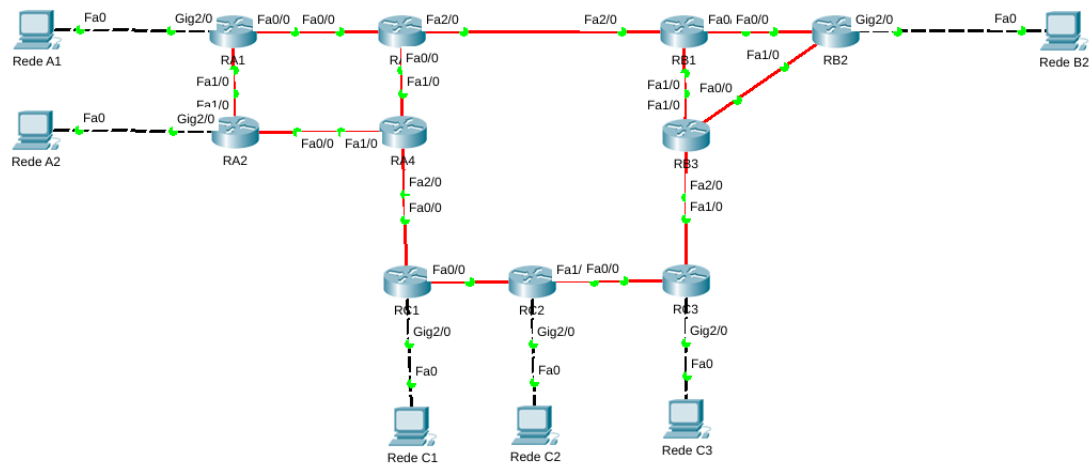 Fa0
Gig2/0
Fa0/0
Fa0/0
Fa2/0
Fa2/0
Fa0/0
Gig2/0
Fa0
Rede A1
RA1
RB1
RB2
Rede B2
Fa0/0
Fa1/0
Fa1/0
Fa1/0
Fa1/0
Fa0/0
Fa1/0
Fa1/0
Fa0
Gig2/0
Fa0/0
Fa1/0
Rede A2
RA2
RA4
RB3
Fa2/0
Fa0/0
Fa2/0
Fa1/0
Fa0/0
Fa1/
Fa0/0
RC1
RC2
RC3
Gig2/0
Gig2/0
Gig2/0
Fa0
Fa0
Fa0
Rede C1
Rede C2
Rede C3